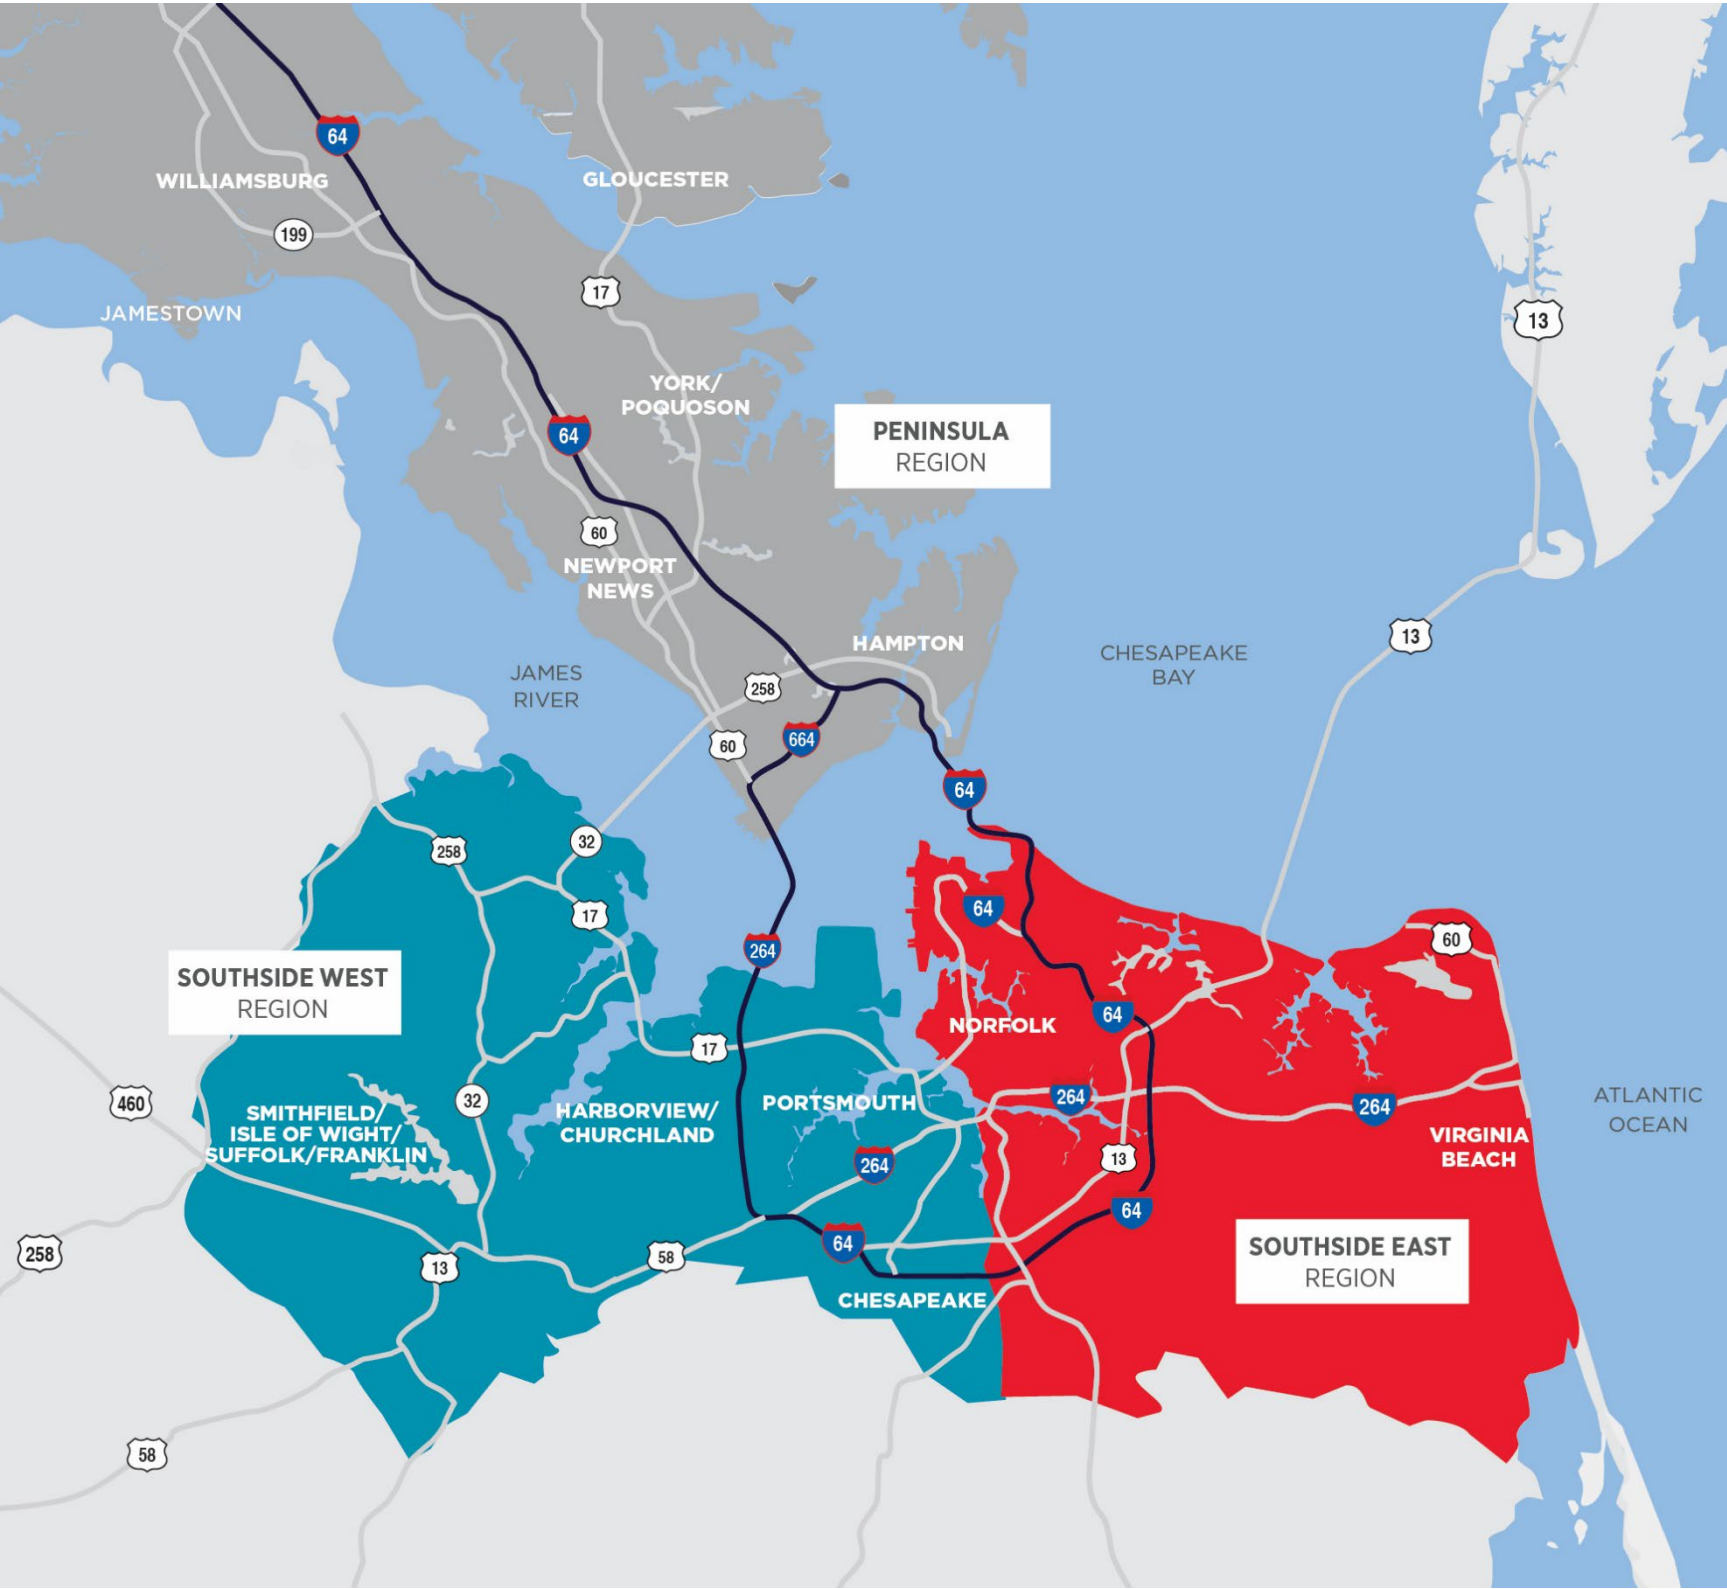 64
WILLIAMSBURG
GLOUCESTER
199
17
JAMESTOWN
13
YORK/
POQUOSON
64
PENINSULA
REGION
60
NEWPORT
NEWS
HAMPTON
13
CHESAPEAKE
BAY
JAMES
RIVER
258
60
664
64
32
258
64
17
264
60
SOUTHSIDE WEST
REGION
64
NORFOLK
17
460
32
264
264
ATLANTIC
OCEAN
SMITHFIELD/
ISLE OF WIGHT/
SUFFOLK/FRANKLIN
HARBORVIEW/
CHURCHLAND
PORTSMOUTH
VIRGINIA
BEACH
264
13
64
258
13
58
64
SOUTHSIDE EAST
REGION
CHESAPEAKE
58